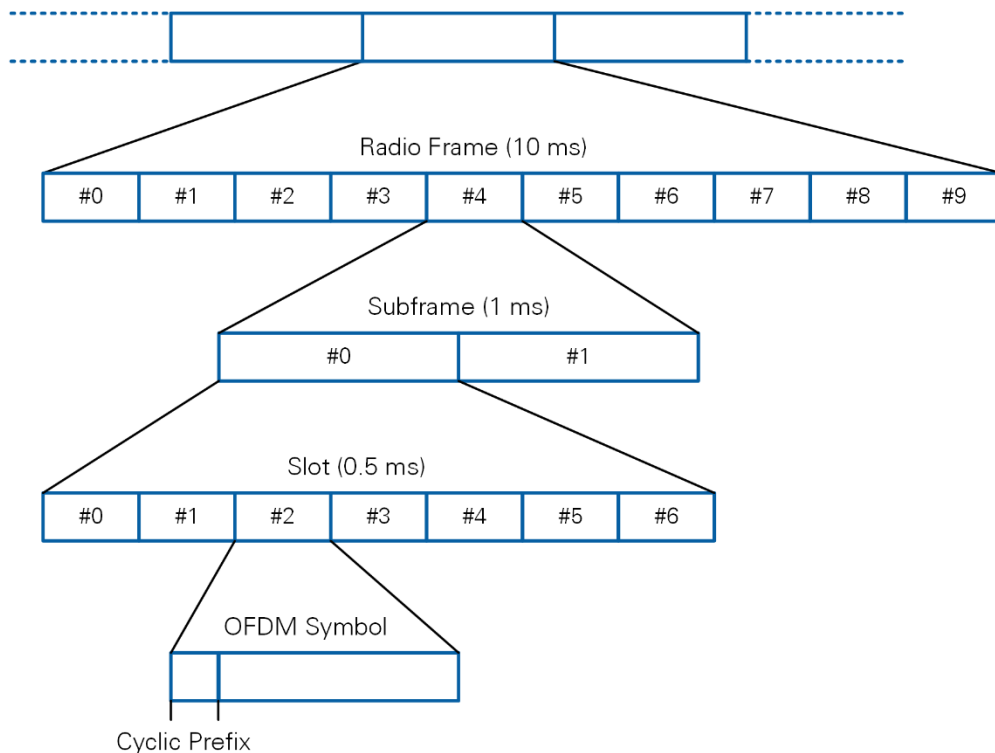 Radio Frame (10 ms)
#0 #1 #2 #3 #4 #5 #6 #7 #8 #9
Subframe (1 ms)
#0 #1
Slot (0.5 ms)
#0 #1 #2 #3 #4 #5 #6
OFDM Symbol
Cyclic Prefix